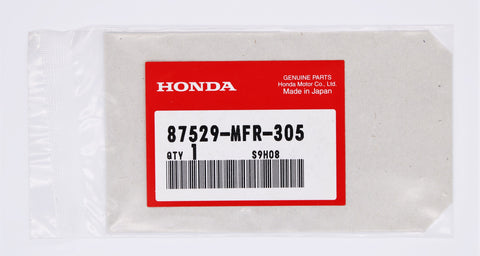 HONDA
GENUINE PARTS
Honda Motor Co., Ltd.
Made in Japan
87529-MFR-305
QTY 1 S9H08